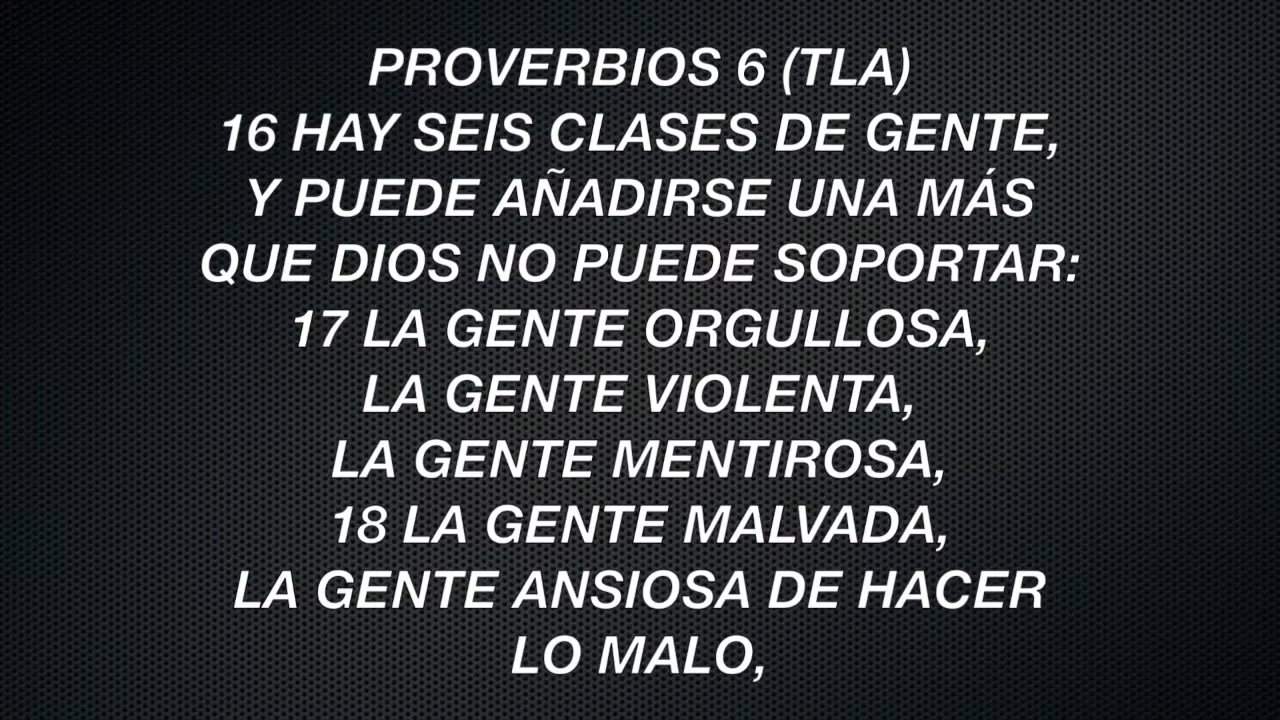 PROVERBIOS 6 (TLA)
16 HAY SEIS CLASES DE GENTE,
Y PUEDE AÑADIRSE UNA MÁS
QUE DIOS NO PUEDE SOPORTAR:
17 LA GENTE ORGULLOSA,
LA GENTE VIOLENTA,
LA GENTE MENTIROSA,
18 LA GENTE MALVADA,
LA GENTE ANSIOSA DE HACER
LO MALO,